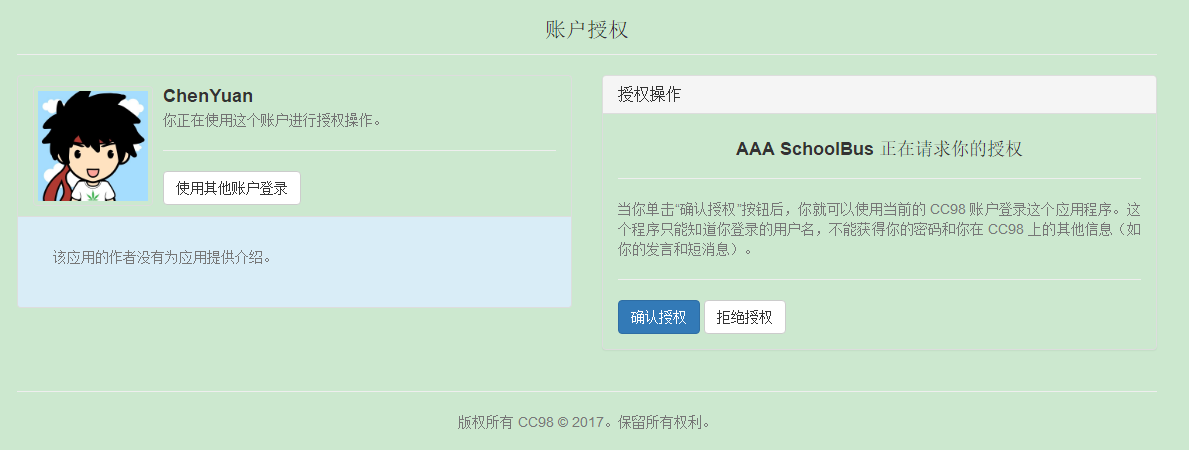 账户授权
ChenYuan
你正在使用这个账户进行授权操作。
使用其他账户登录
该应用的作者没有为应用提供介绍。
授权操作
AAA SchoolBus 正在请求你的授权
当你单击“确认授权”按钮后，你就可以使用当前的 CC98 账户登录这个应用程序。这
个程序只能知道你登录的用户名，不能获得你的密码和你在 CC98 上的其他信息（如
你的发言和短消息）。
确认授权 拒绝授权
版权所有 CC98 © 2017。保留所有权利。